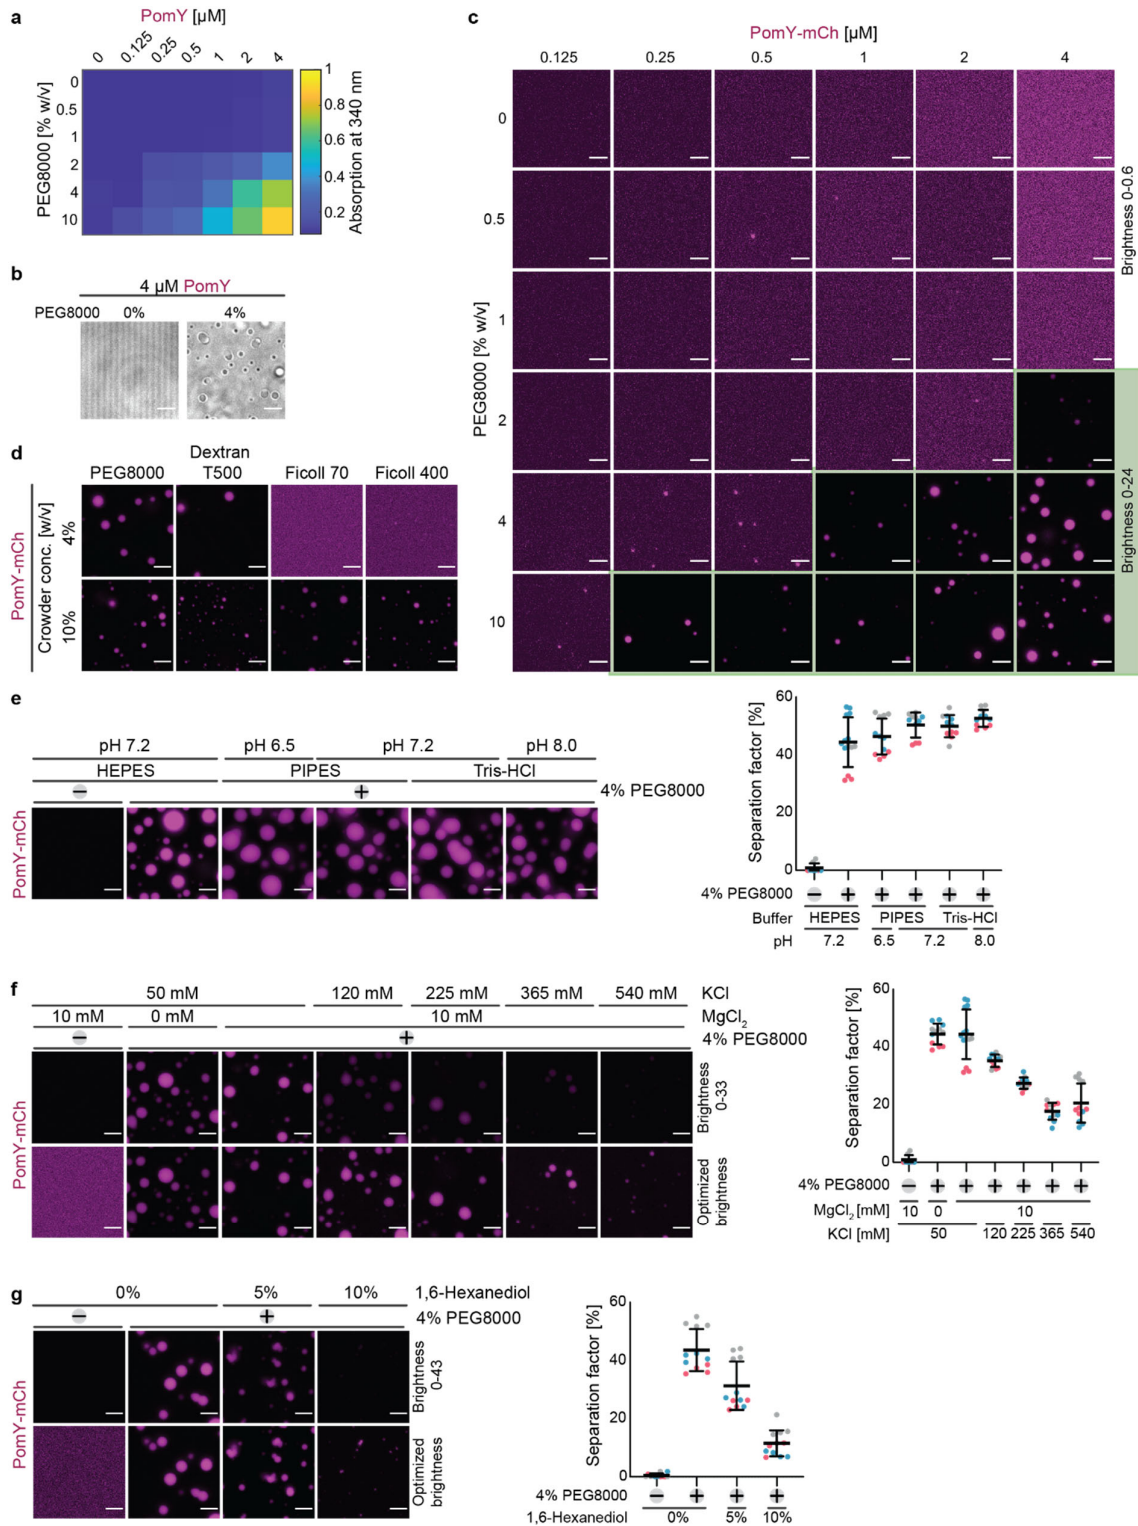 a
PomY [µM]
0 0.125 0.25 0.5 1 2 4
PEG8000 [% w/v]
0
0.5
1
2
4
10
1
0.8
0.6
0.4
0.2
Absorption at 340 nm
b
4 µM PomY
PEG8000 0% 4%
c
PomY-mCh [µM]
0.125 0.25 0.5 1 2 4
PEG8000 [% w/v]
0
0.5
1
2
4
10
Brightness 0-0.6
Brightness 0-24
d
PEG8000 Dextran T500 Ficoll 70 Ficoll 400
PomY-mCh
Crowder conc. [w/v]
4%
10%
e
pH 7.2 pH 6.5 pH 7.2 pH 8.0
HEPES PIPES Tris-HCl
− + 4% PEG8000
PomY-mCh
Separation factor [%]
60
40
20
0
4% PEG8000 − + + + + +
Buffer HEPES PIPES Tris-HCl
pH 7.2 6.5 7.2 8.0
f
50 mM 120 mM 225 mM 365 mM 540 mM KCl
10 mM 0 mM 10 mM MgCl₂
− + 4% PEG8000
PomY-mCh
Brightness 0-33
Optimized brightness
Separation factor [%]
60
40
20
0
4% PEG8000 − + + + + + +
MgCl₂ [mM] 10 0 10
KCl [mM] 50 120 225 365 540
g
0% 5% 10% 1,6-Hexanediol
− + 4% PEG8000
PomY-mCh
Brightness 0-43
Optimized brightness
Separation factor [%]
60
40
20
0
4% PEG8000 − + + +
1,6-Hexanediol 0% 5% 10%